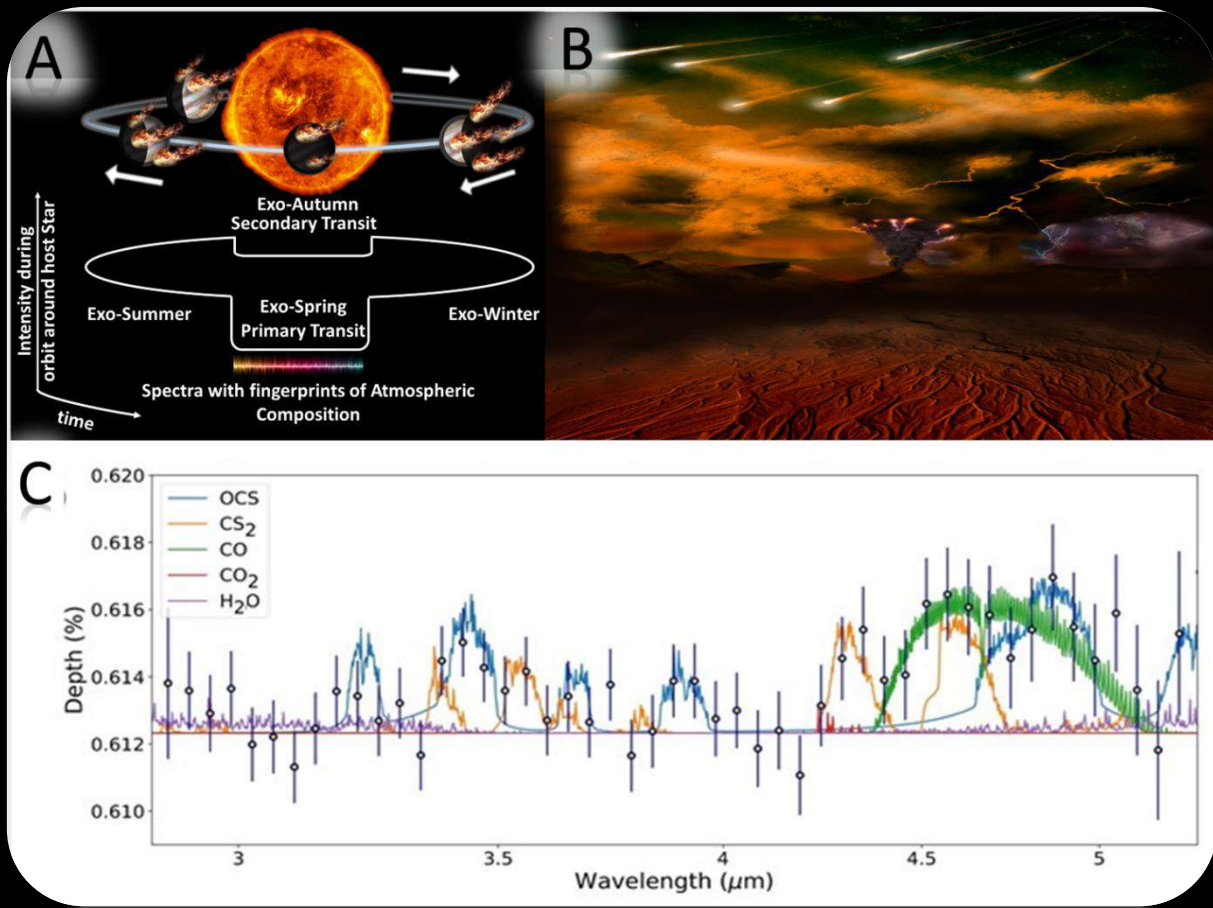 A
Exo-Autumn
Secondary Transit
Intensity during
orbit around host Star
Exo-Summer
Exo-Spring
Primary Transit
Exo-Winter
Spectra with fingerprints of Atmospheric
Composition
time
B
C
0.620
0.618
0.616
0.614
0.612
0.610
Depth (%)
OCS
CS2
CO
CO2
H2O
3
3.5
4
4.5
5
Wavelength (μm)